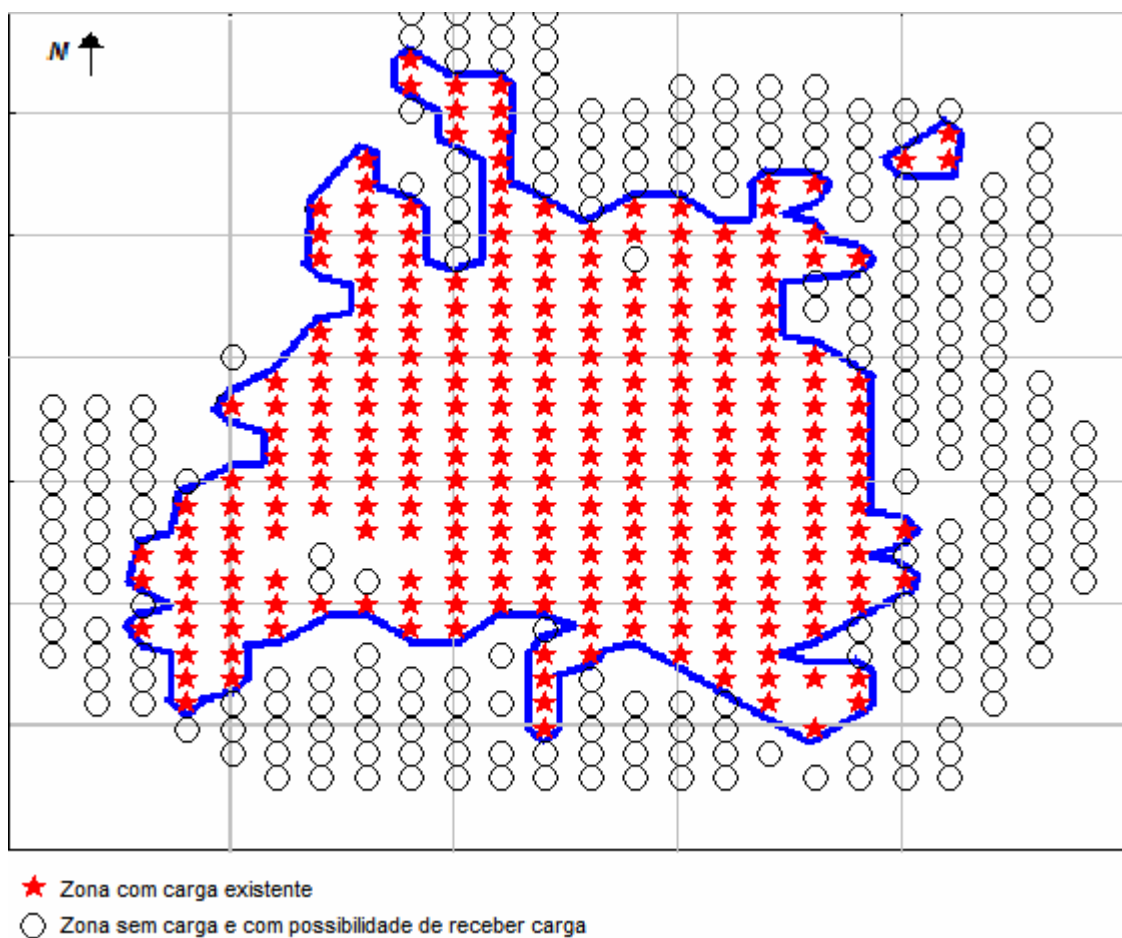 N
Zona com carga existente
Zona sem carga e com possibilidade de receber carga